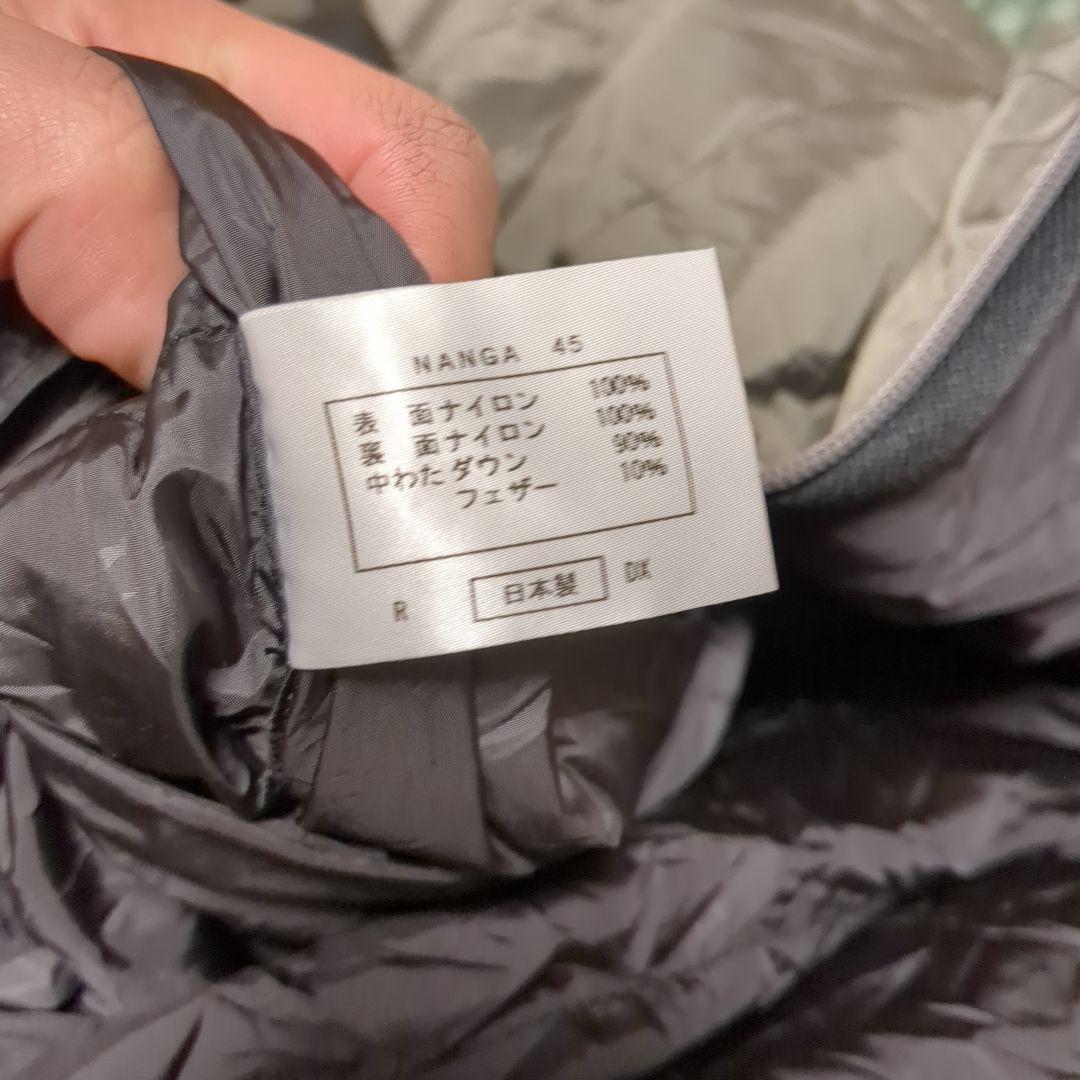 NANGA 45
表 面ナイロン 100%
裏 面ナイロン 100%
中わたダウン 90%
フェザー 10%
R 日本製 DX